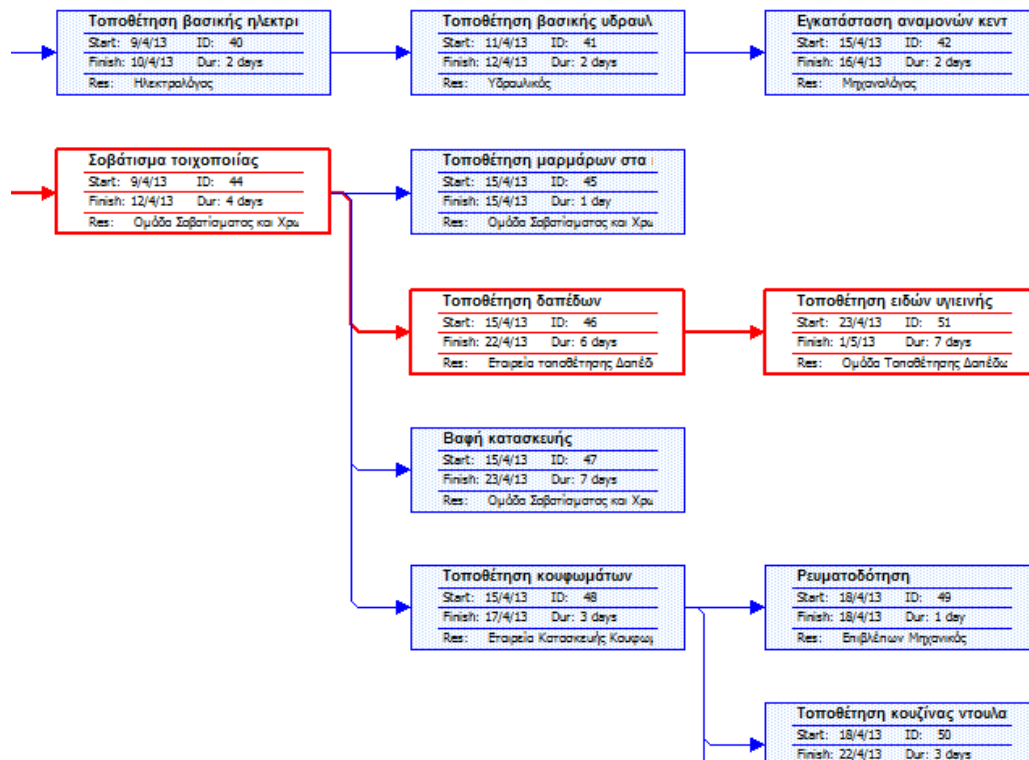 Τοποθέτηση βασικής ηλεκτρι
Start: 9/4/13 ID: 40
Finish: 10/4/13 Dur: 2 days
Res: Ηλεκτρολόγος
Τοποθέτηση βασικής υδραυλ
Start: 11/4/13 ID: 41
Finish: 12/4/13 Dur: 2 days
Res: Υδραυλικός
Εγκατάσταση αναμονών κεντ
Start: 15/4/13 ID: 42
Finish: 16/4/13 Dur: 2 days
Res: Μηχανολόγος
Σοβάτισμα τοιχοποιίας
Start: 9/4/13 ID: 44
Finish: 12/4/13 Dur: 4 days
Res: Ομάδα Σοβατίσματος και Χρω
Τοποθέτηση μαρμάρων στα
Start: 15/4/13 ID: 45
Finish: 15/4/13 Dur: 1 day
Res: Ομάδα Σοβατίσματος και Χρω
Τοποθέτηση δαπέδων
Start: 15/4/13 ID: 46
Finish: 22/4/13 Dur: 6 days
Res: Εταιρεία τοποθέτησης Δαπέδ
Τοποθέτηση ειδών υγιεινής
Start: 23/4/13 ID: 51
Finish: 1/5/13 Dur: 7 days
Res: Ομάδα Τοποθέτησης Δαπέδω
Βαφή κατασκευής
Start: 15/4/13 ID: 47
Finish: 23/4/13 Dur: 7 days
Res: Ομάδα Σοβατίσματος και Χρω
Τοποθέτηση κουφωμάτων
Start: 15/4/13 ID: 48
Finish: 17/4/13 Dur: 3 days
Res: Εταιρεία Κατασκευής Κουφωμ
Ρευματοδότηση
Start: 18/4/13 ID: 49
Finish: 18/4/13 Dur: 1 day
Res: Επιβλέπων Μηχανικός
Τοποθέτηση κουζίνας ντουλα
Start: 18/4/13 ID: 50
Finish: 22/4/13 Dur: 3 days